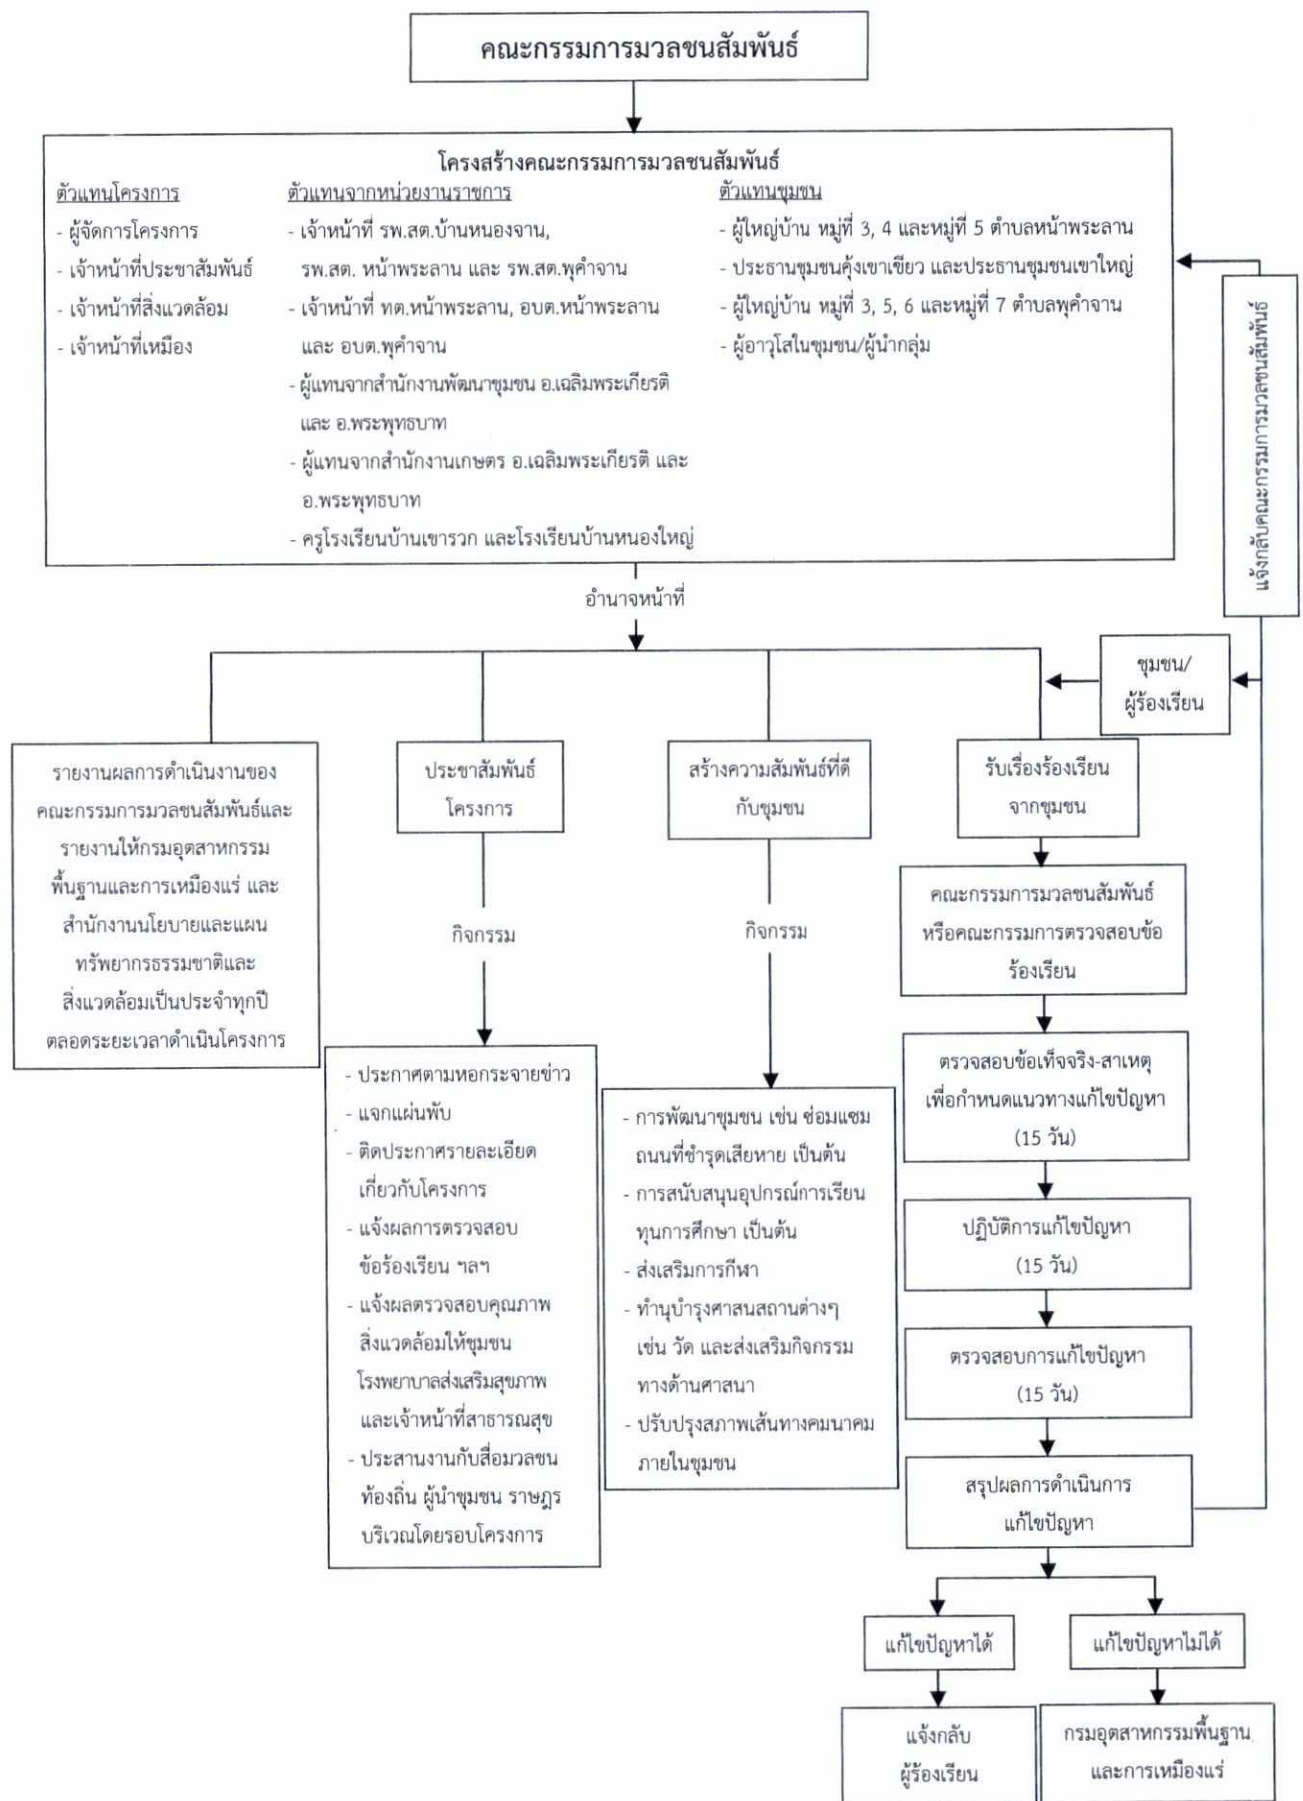 คณะกรรมการมวลชนสัมพันธ์
โครงสร้างคณะกรรมการมวลชนสัมพันธ์
ตัวแทนโครงการ
- ผู้จัดการโครงการ
- เจ้าหน้าที่ประชาสัมพันธ์
- เจ้าหน้าที่สิ่งแวดล้อม
- เจ้าหน้าที่เหมือง
ตัวแทนจากหน่วยงานราชการ
- เจ้าหน้าที่ รพ.สต.บ้านหนองจาน,
รพ.สต. หน้าพระลาน และ รพ.สต.พุคำจาน
- เจ้าหน้าที่ ทต.หน้าพระลาน, อบต.หน้าพระลาน
และ อบต.พุคำจาน
- ผู้แทนจากสำนักงานพัฒนาชุมชน อ.เฉลิมพระเกียรติ
และ อ.พระพุทธบาท
- ผู้แทนจากสำนักงานเกษตร อ.เฉลิมพระเกียรติ และ
อ.พระพุทธบาท
- ครูโรงเรียนบ้านเขารวก และโรงเรียนบ้านหนองใหญ่
ตัวแทนชุมชน
- ผู้ใหญ่บ้าน หมู่ที่ 3, 4 และหมู่ที่ 5 ตำบลหน้าพระลาน
- ประธานชุมชนคุ้งเขาเขียว และประธานชุมชนเขาใหญ่
- ผู้ใหญ่บ้าน หมู่ที่ 3, 5, 6 และหมู่ที่ 7 ตำบลพุคำจาน
- ผู้อาวุโสในชุมชน/ผู้นำกลุ่ม
แจ้งกลับคณะกรรมการมวลชนสัมพันธ์
อำนาจหน้าที่
ชุมชน/
ผู้ร้องเรียน
รายงานผลการดำเนินงานของ
คณะกรรมการมวลชนสัมพันธ์และ
รายงานให้กรมอุตสาหกรรม
พื้นฐานและการเหมืองแร่ และ
สำนักงานนโยบายและแผน
ทรัพยากรธรรมชาติและ
สิ่งแวดล้อมเป็นประจำทุกปี
ตลอดระยะเวลาดำเนินโครงการ
ประชาสัมพันธ์
โครงการ
กิจกรรม
- ประกาศตามหอกระจายข่าว
- แจกแผ่นพับ
- ติดประกาศรายละเอียด
เกี่ยวกับโครงการ
- แจ้งผลการตรวจสอบ
ข้อร้องเรียน ฯลฯ
- แจ้งผลตรวจสอบคุณภาพ
สิ่งแวดล้อมให้ชุมชน
โรงพยาบาลส่งเสริมสุขภาพ
และเจ้าหน้าที่สาธารณสุข
- ประสานงานกับสื่อมวลชน
ท้องถิ่น ผู้นำชุมชน ราษฎร
บริเวณโดยรอบโครงการ
สร้างความสัมพันธ์ที่ดี
กับชุมชน
กิจกรรม
- การพัฒนาชุมชน เช่น ซ่อมแซม
ถนนที่ชำรุดเสียหาย เป็นต้น
- การสนับสนุนอุปกรณ์การเรียน
ทุนการศึกษา เป็นต้น
- ส่งเสริมการกีฬา
- ทำนุบำรุงศาสนสถานต่างๆ
เช่น วัด และส่งเสริมกิจกรรม
ทางด้านศาสนา
- ปรับปรุงสภาพเส้นทางคมนาคม
ภายในชุมชน
รับเรื่องร้องเรียน
จากชุมชน
คณะกรรมการมวลชนสัมพันธ์
หรือคณะกรรมการตรวจสอบข้อ
ร้องเรียน
ตรวจสอบข้อเท็จจริง-สาเหตุ
เพื่อกำหนดแนวทางแก้ไขปัญหา
(15 วัน)
ปฏิบัติการแก้ไขปัญหา
(15 วัน)
ตรวจสอบการแก้ไขปัญหา
(15 วัน)
สรุปผลการดำเนินการ
แก้ไขปัญหา
แก้ไขปัญหาได้
แก้ไขปัญหาไม่ได้
แจ้งกลับ
ผู้ร้องเรียน
กรมอุตสาหกรรมพื้นฐาน
และการเหมืองแร่